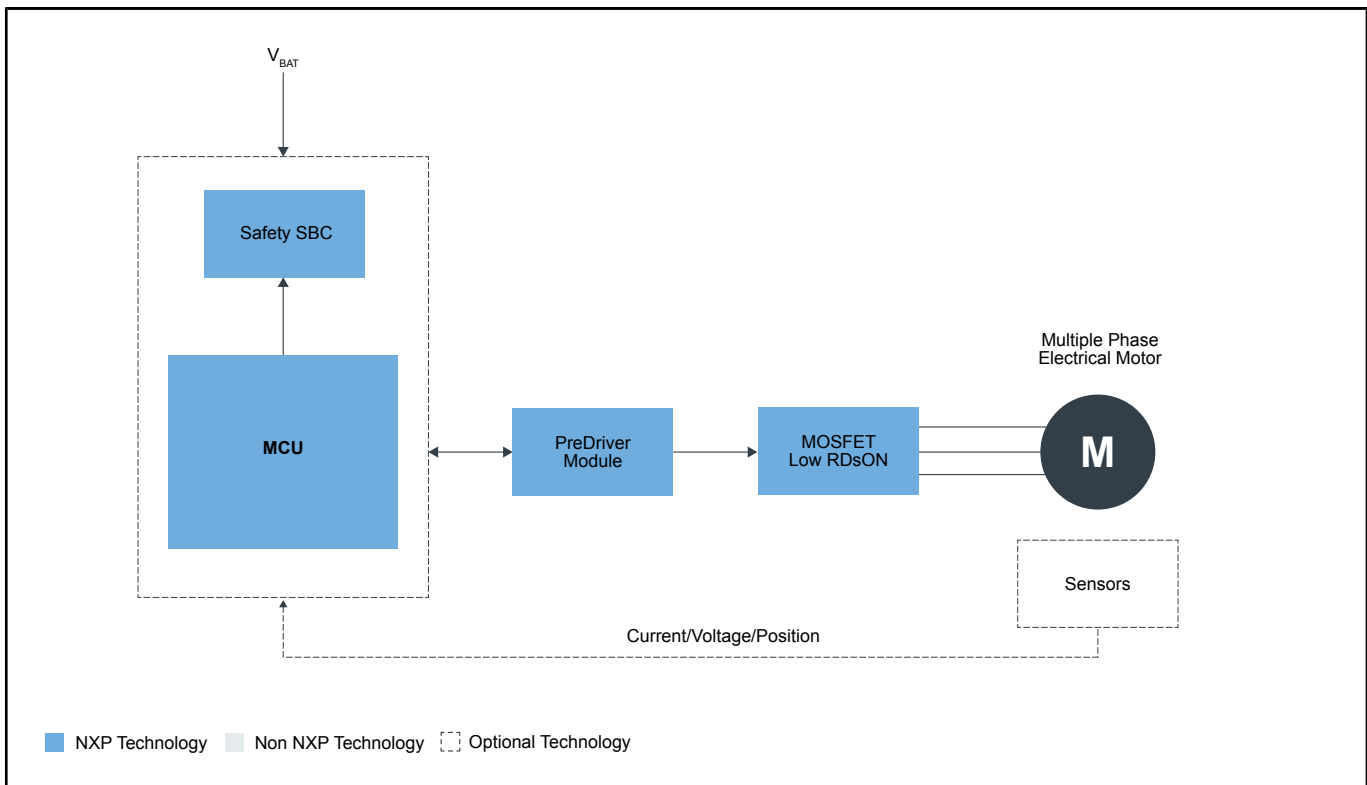 VBAT
Safety SBC
MCU
PreDriver
Module
MOSFET
Low RDsON
Multiple Phase
Electrical Motor
M
Sensors
Current/Voltage/Position
NXP Technology
Non NXP Technology
Optional Technology